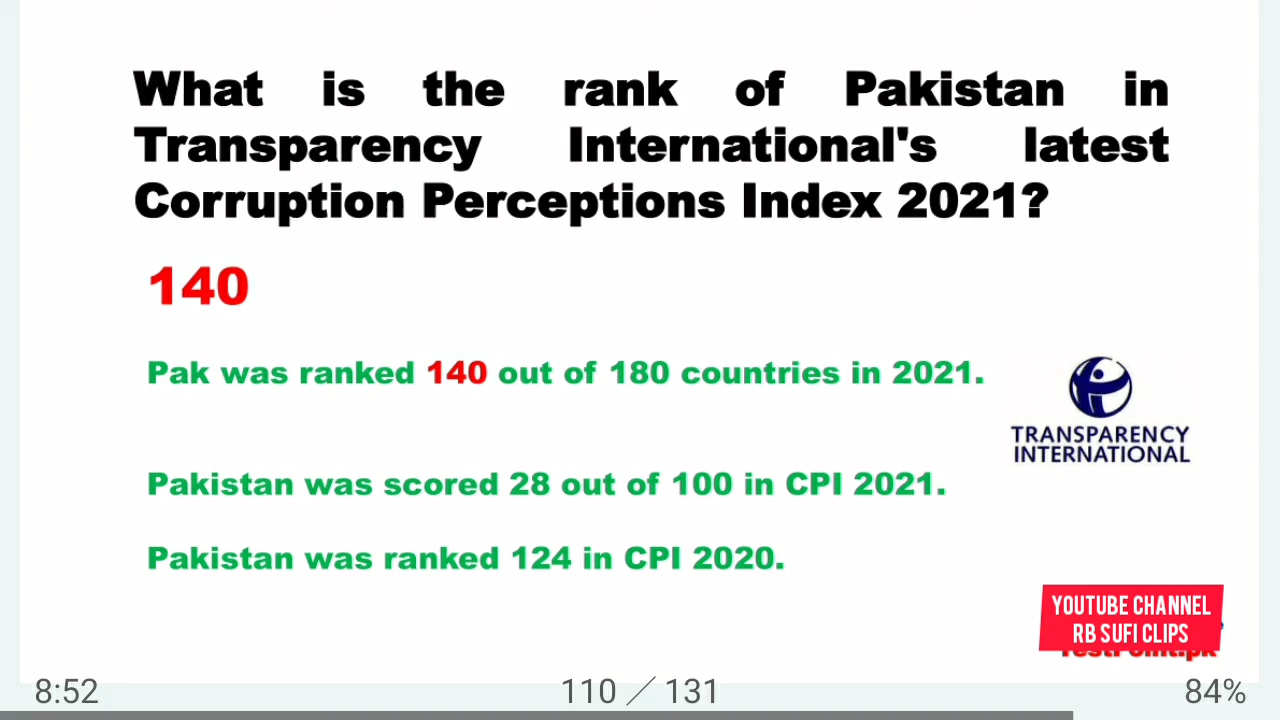 What is the rank of Pakistan in
Transparency International's latest
Corruption Perceptions Index 2021?
140
Pak was ranked 140 out of 180 countries in 2021.
TRANSPARENCY
INTERNATIONAL
Pakistan was scored 28 out of 100 in CPI 2021.
Pakistan was ranked 124 in CPI 2020.
YOUTUBE CHANNEL
RB SUFI CLIPS
8:52
110 / 131
84%